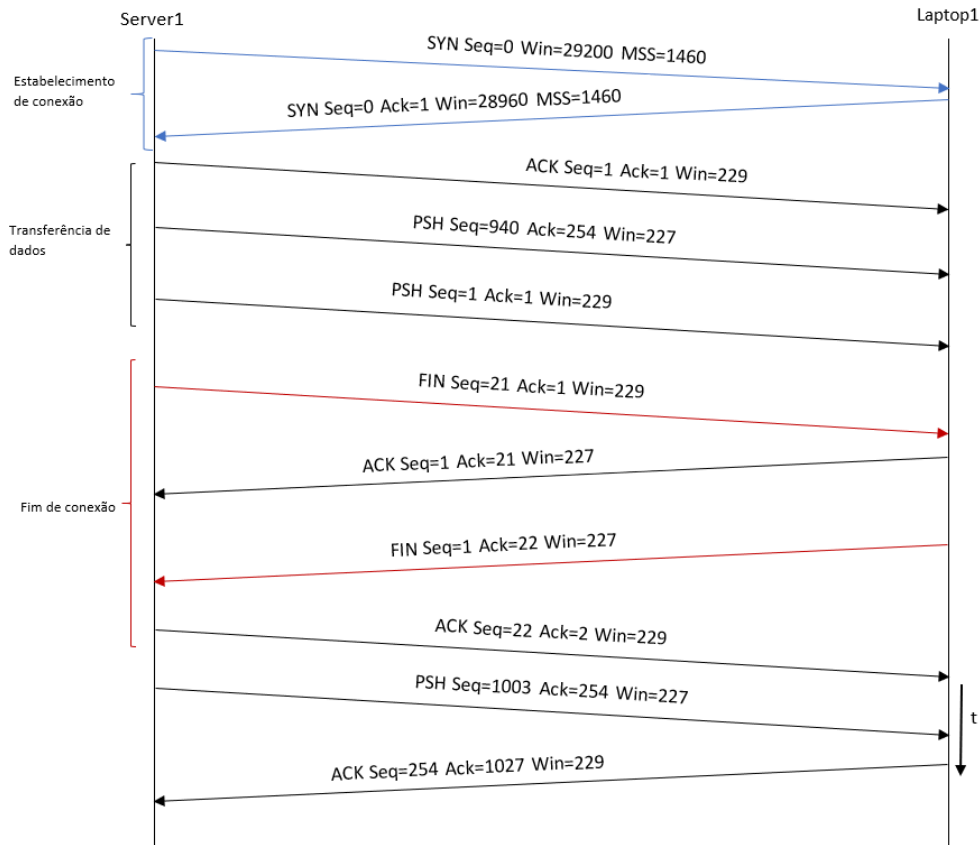 Server1
Laptop1
SYN Seq=0 Win=29200 MSS=1460
Estabelecimento
de conexão
SYN Seq=0 Ack=1 Win=28960 MSS=1460
ACK Seq=1 Ack=1 Win=229
Transferência de
dados
PSH Seq=940 Ack=254 Win=227
PSH Seq=1 Ack=1 Win=229
FIN Seq=21 Ack=1 Win=229
ACK Seq=1 Ack=21 Win=227
Fim de conexão
FIN Seq=1 Ack=22 Win=227
ACK Seq=22 Ack=2 Win=229
PSH Seq=1003 Ack=254 Win=227
t
ACK Seq=254 Ack=1027 Win=229